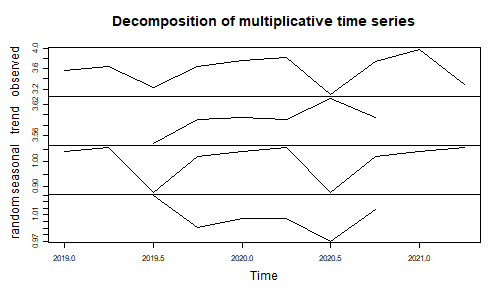 Decomposition of multiplicative time series
observed
4.0
3.6
3.2
trend
3.62
3.56
seasonal
1.00
0.90
random
1.01
0.97
2019.0 2019.5 2020.0 2020.5 2021.0
Time